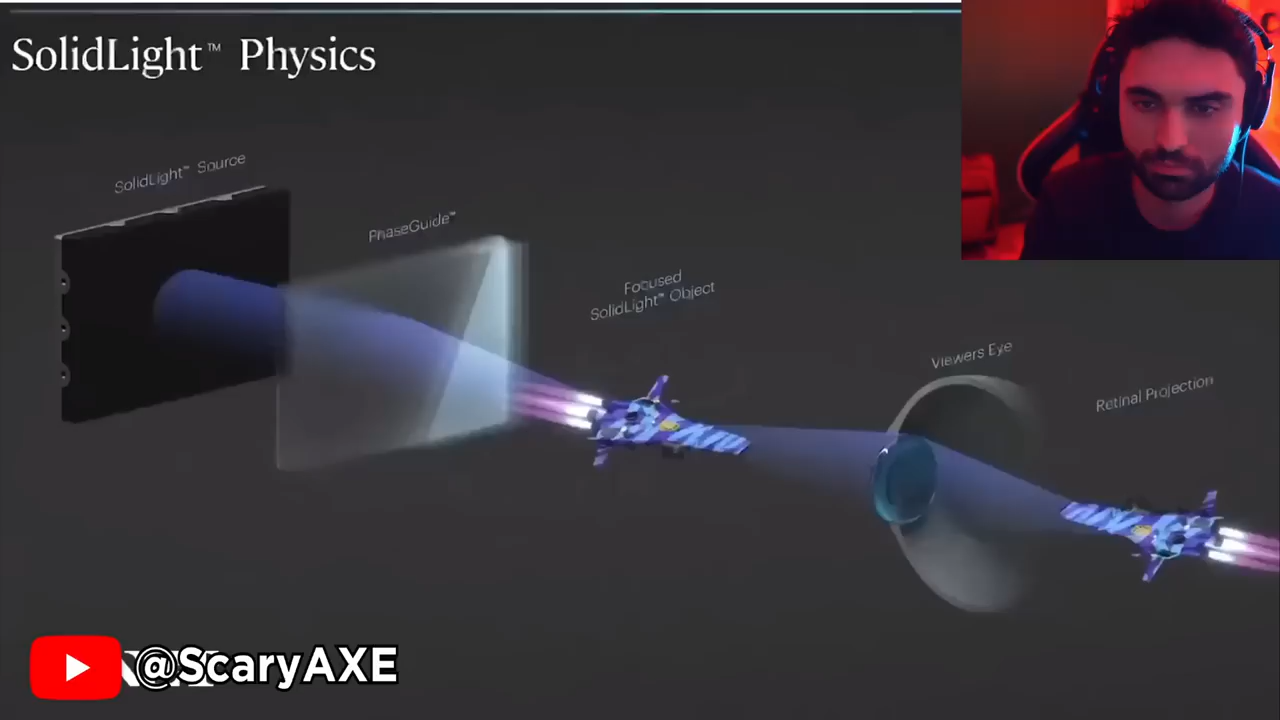 SolidLight™ Physics
SolidLight™ Source
PhaseGuide™
Focused
SolidLight™ Object
Viewers Eye
Retinal Projection
@ScaryAXE